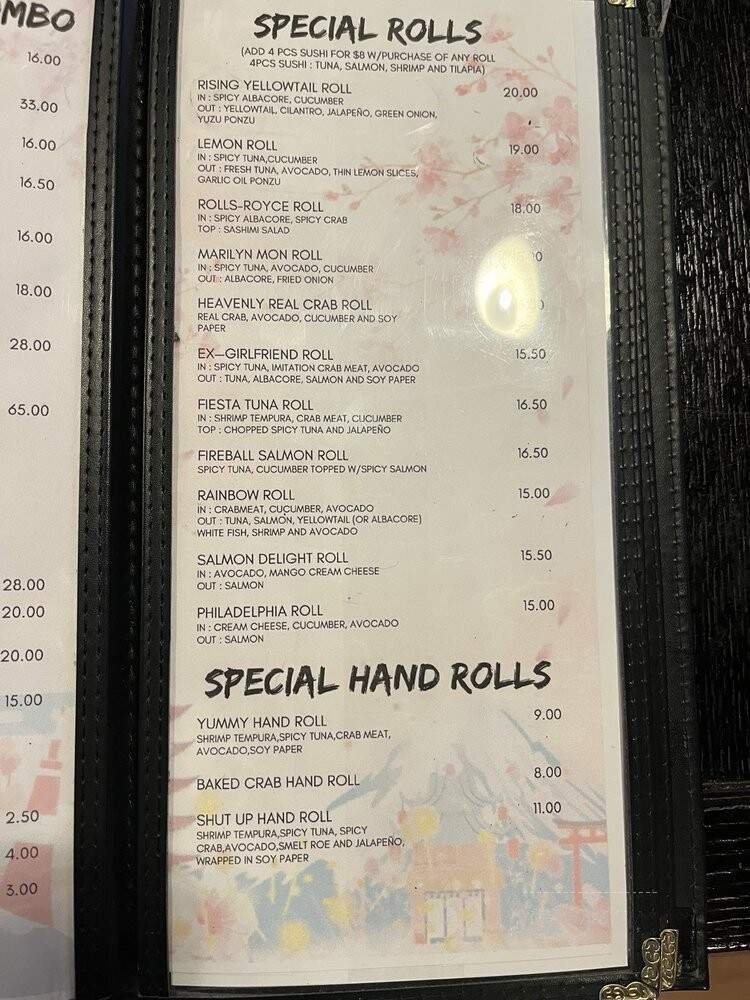 MBO
16.00
33.00
16.00
16.50
16.00
18.00
28.00
65.00
28.00
20.00
20.00
15.00
2.50
4.00
3.00
SPECIAL ROLLS
(ADD 4 PCS SUSHI FOR $8 W/PURCHASE OF ANY ROLL
4PCS SUSHI : TUNA, SALMON, SHRIMP AND TILAPIA)
RISING YELLOWTAIL ROLL 20.00
IN : SPICY ALBACORE, CUCUMBER
OUT : YELLOWTAIL, CILANTRO, JALAPEÑO, GREEN ONION,
YUZU PONZU
LEMON ROLL 19.00
IN : SPICY TUNA,CUCUMBER
OUT : FRESH TUNA, AVOCADO, THIN LEMON SLICES,
GARLIC OIL PONZU
ROLLS-ROYCE ROLL 18.00
IN : SPICY ALBACORE, SPICY CRAB
TOP : SASHIMI SALAD
MARILYN MON ROLL
IN : SPICY TUNA, AVOCADO, CUCUMBER
OUT : ALBACORE, FRIED ONION
HEAVENLY REAL CRAB ROLL
REAL CRAB, AVOCADO, CUCUMBER AND SOY
PAPER
EX—GIRLFRIEND ROLL 15.50
IN : SPICY TUNA, IMITATION CRAB MEAT, AVOCADO
OUT : TUNA, ALBACORE, SALMON AND SOY PAPER
FIESTA TUNA ROLL 16.50
IN : SHRIMP TEMPURA, CRAB MEAT, CUCUMBER
TOP : CHOPPED SPICY TUNA AND JALAPEÑO
FIREBALL SALMON ROLL 16.50
SPICY TUNA, CUCUMBER TOPPED W/SPICY SALMON
RAINBOW ROLL 15.00
IN : CRABMEAT, CUCUMBER, AVOCADO
OUT : TUNA, SALMON, YELLOWTAIL (OR ALBACORE)
WHITE FISH, SHRIMP AND AVOCADO
SALMON DELIGHT ROLL 15.50
IN : AVOCADO, MANGO CREAM CHEESE
OUT : SALMON
PHILADELPHIA ROLL 15.00
IN : CREAM CHEESE, CUCUMBER, AVOCADO
OUT : SALMON
SPECIAL HAND ROLLS
YUMMY HAND ROLL 9.00
SHRIMP TEMPURA,SPICY TUNA,CRAB MEAT,
AVOCADO,SOY PAPER
BAKED CRAB HAND ROLL 8.00
SHUT UP HAND ROLL 11.00
SHRIMP TEMPURA,SPICY TUNA, SPICY
CRAB,AVOCADO,SMELT ROE AND JALAPEÑO,
WRAPPED IN SOY PAPER